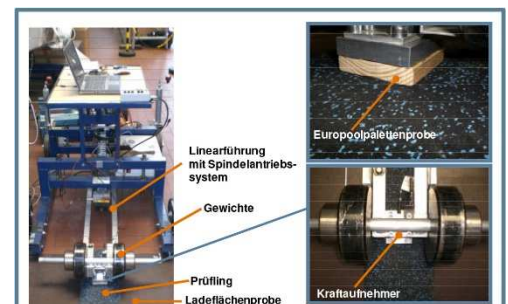 Linearführung
mit Spindelantriebs-
system
Gewichte
Prüfling
Ladeflächenprobe
Europoolpalettenprobe
Kraftaufnehmer